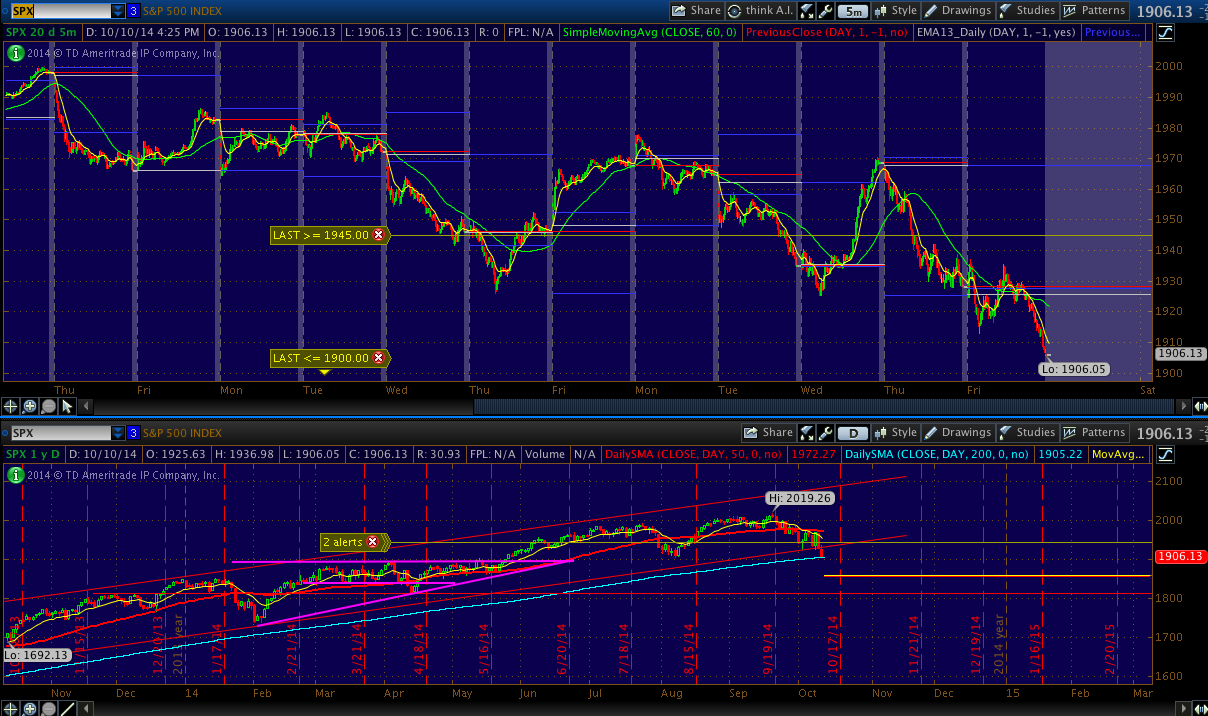 SPX 3 S&P 500 INDEX Share think A.I. 5m Style Drawings Studies Patterns 1906.13
SPX 20 d 5m D: 10/10/14 4:25 PM O: 1906.13 H: 1906.13 L: 1906.13 C: 1906.13 R: 0 FPL: N/A SimpleMovingAvg (CLOSE, 60, 0) PreviousClose (DAY, 1, -1, no) EMA13_Daily (DAY, 1, -1, yes) Previous...
2014 © TD Ameritrade IP Company, Inc.
2000
1990
1980
1970
1960
1950
LAST >= 1945.00
1940
1930
1920
1910
1906.13
LAST <= 1900.00
Lo: 1906.05
1900
Thu Fri Mon Tue Wed Thu Fri Mon Tue Wed Thu Fri Sat
SPX 3 S&P 500 INDEX Share D Style Drawings Studies Patterns 1906.13
SPX 1 y D D: 10/10/14 O: 1925.63 H: 1936.98 L: 1906.05 C: 1906.13 R: 30.93 FPL: N/A Volume N/A DailySMA (CLOSE, DAY, 50, 0, no) 1972.27 DailySMA (CLOSE, DAY, 200, 0, no) 1905.22 MovAvg...
2014 © TD Ameritrade IP Company, Inc.
2100
Hi: 2019.26
2000
2 alerts
1906.13
1800
1700
Lo: 1692.13
1600
1/17/14 2/21/14 3/21/14 4/18/14 5/16/14 6/20/14 7/18/14 8/15/14 9/19/14 10/17/14 11/21/14 12/19/14 2014 year 1/16/15 2/20/15
Nov Dec 14 Feb Mar Apr May Jun Jul Aug Sep Oct Nov Dec 15 Feb Mar